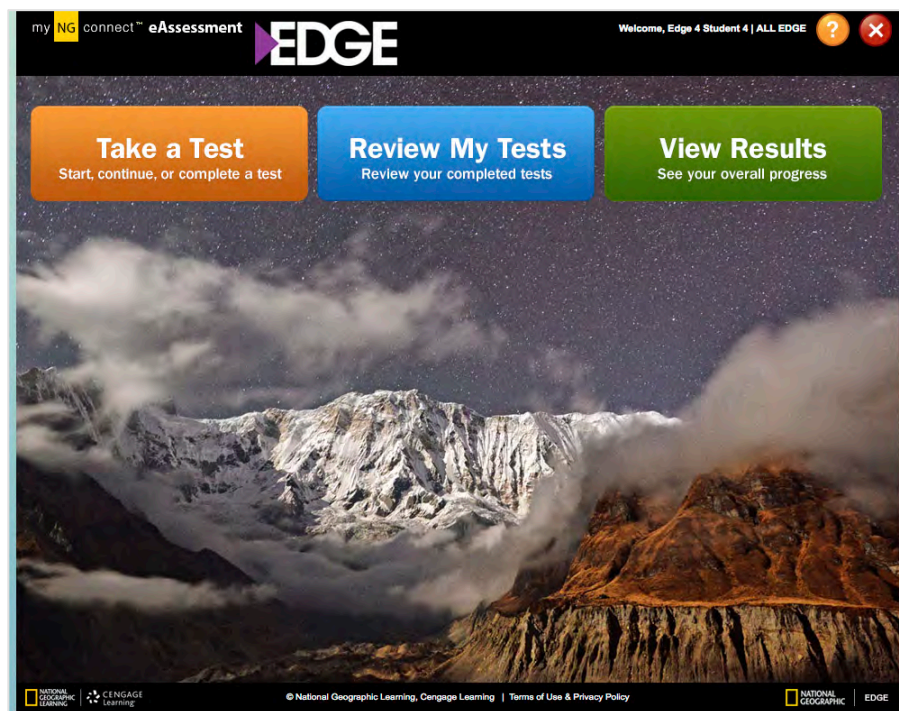 my NG connect™ eAssessment
EDGE
Welcome, Edge 4 Student 4 | ALL EDGE
?
Take a Test
Start, continue, or complete a test
Review My Tests
Review your completed tests
View Results
See your overall progress
NATIONAL
GEOGRAPHIC
LEARNING
CENGAGE
Learning
© National Geographic Learning, Cengage Learning | Terms of Use & Privacy Policy
NATIONAL
GEOGRAPHIC
EDGE